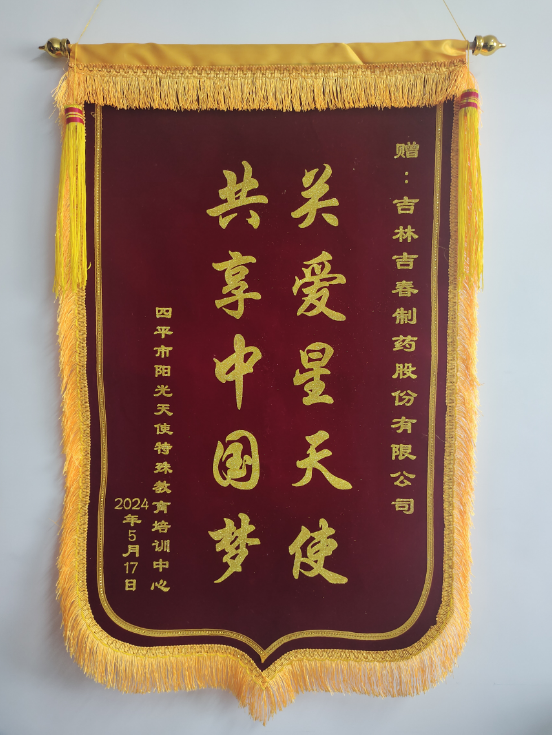 赠：吉林吉春制药股份有限公司
关爱星天使
共享中国梦
四平市阳光天使特殊教育培训中心
2024年5月17日